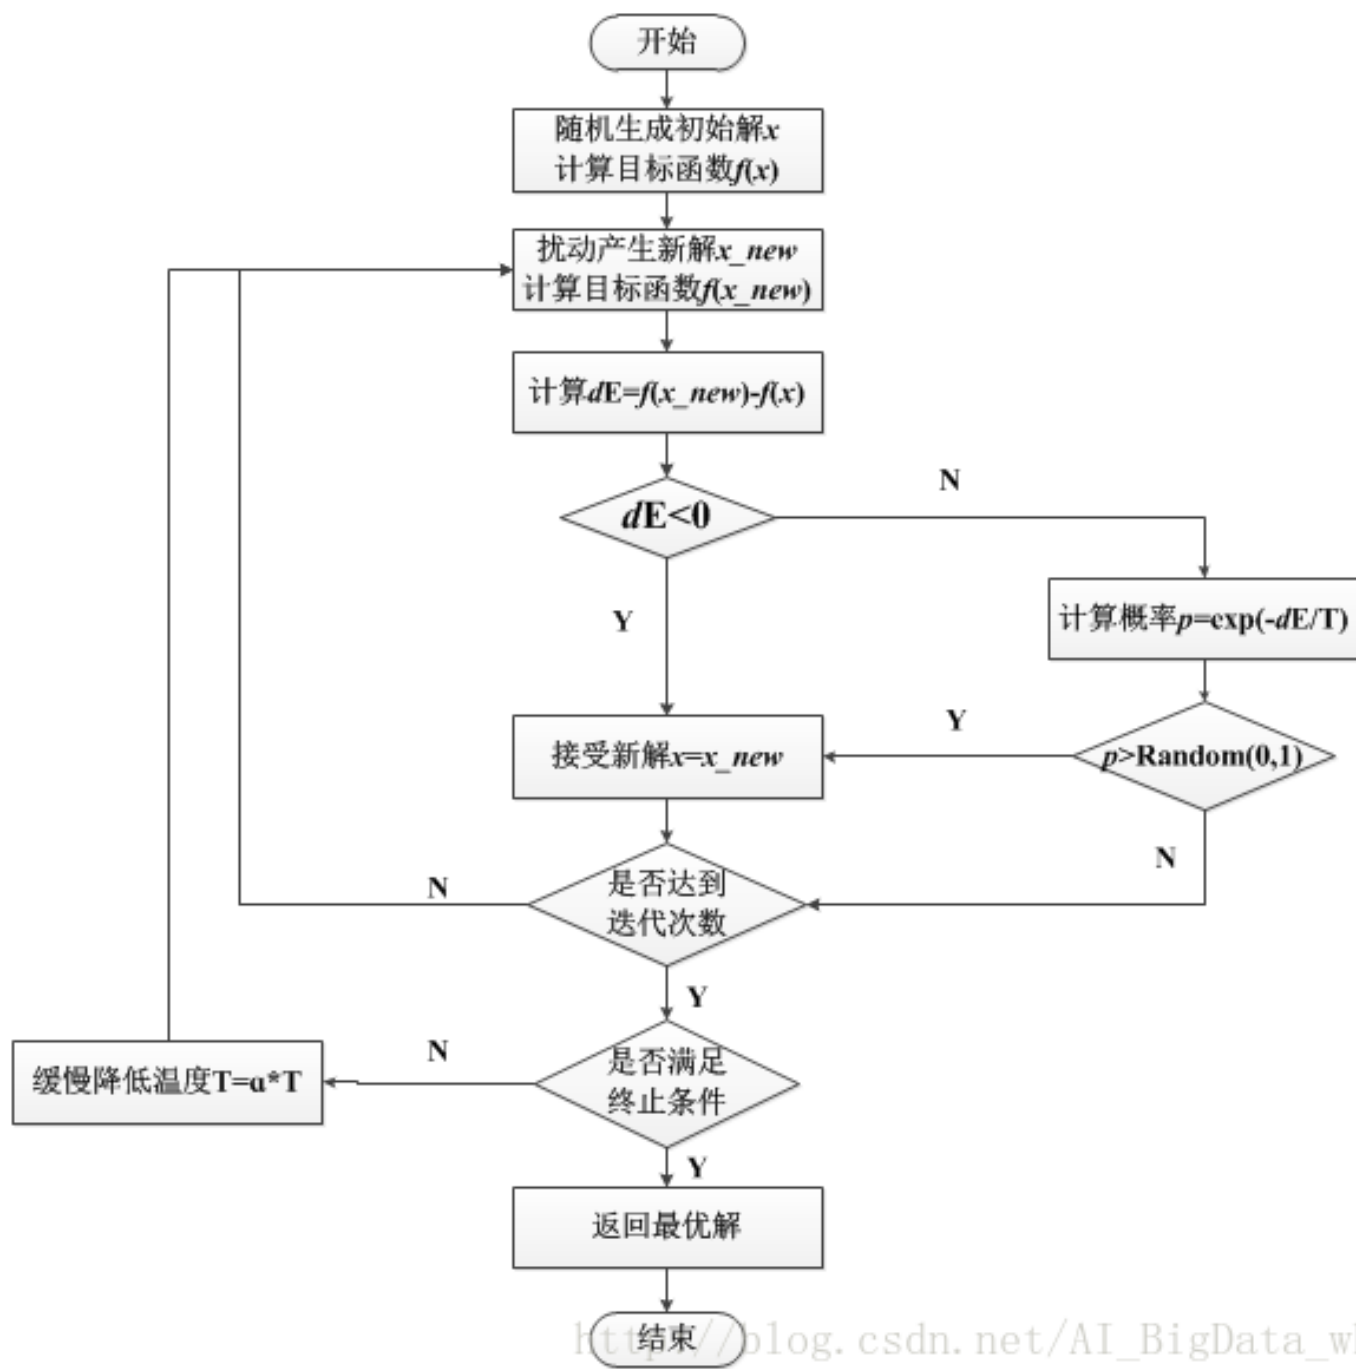 开始
随机生成初始解x
计算目标函数f(x)
扰动产生新解x_new
计算目标函数f(x_new)
计算dE=f(x_new)-f(x)
dE<0
N
Y
计算概率p=exp(-dE/T)
p>Random(0,1)
Y
N
接受新解x=x_new
是否达到
迭代次数
N
Y
是否满足
终止条件
N
Y
缓慢降低温度T=α*T
返回最优解
结束
http://blog.csdn.net/AI_BigData_wh